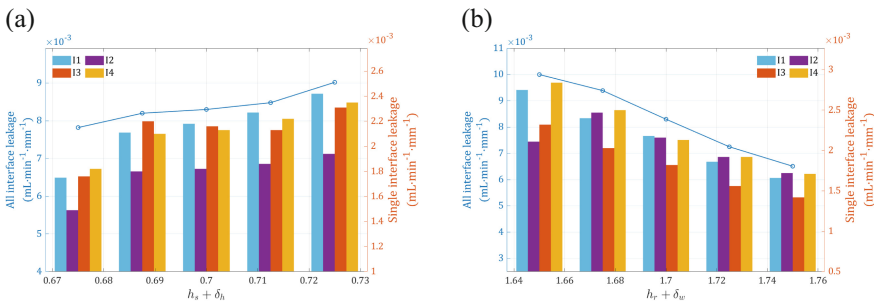 (a)
×10⁻³
×10⁻³
I1 I2
I3 I4
9
8
7
6
5
4
2.6
2.4
2.2
2
1.8
1.6
1.4
1.2
1
0.67 0.68 0.69 0.7 0.71 0.72 0.73
All interface leakage
(mL·min⁻¹·mm⁻¹)
Single interface leakage
(mL·min⁻¹·mm⁻¹)
hₛ + δₕ
(b)
×10⁻³
×10⁻³
I1 I2
I3 I4
11
10
9
8
7
6
5
4
3
3
2.5
2
1.5
1
0.5
1.64 1.66 1.68 1.7 1.72 1.74 1.76
All interface leakage
(mL·min⁻¹·mm⁻¹)
Single interface leakage
(mL·min⁻¹·mm⁻¹)
hᵣ + δ_w